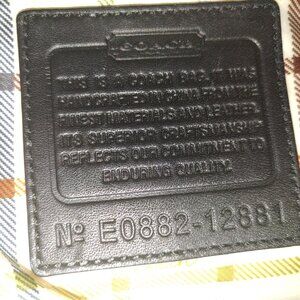 COACH
THIS IS A COACH BAG. IT WAS
HANDCRAFTED IN CHINA FROM THE
FINEST MATERIALS AND LEATHER.
ITS SUPERIOR CRAFTSMANSHIP
REFLECTS OUR COMMITMENT TO
ENDURING QUALITY.
Nº E0882-12881